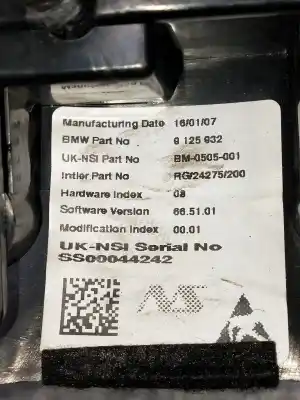 Manufacturing Date 16/01/07
BMW Part No 9 125 932
UK-NSI Part No BM-0505-001
Intier Part No RG/24275/200
Hardware Index 08
Software Version 66.51.01
Modification Index 00.01
UK-NSI Serial No
SS00044242